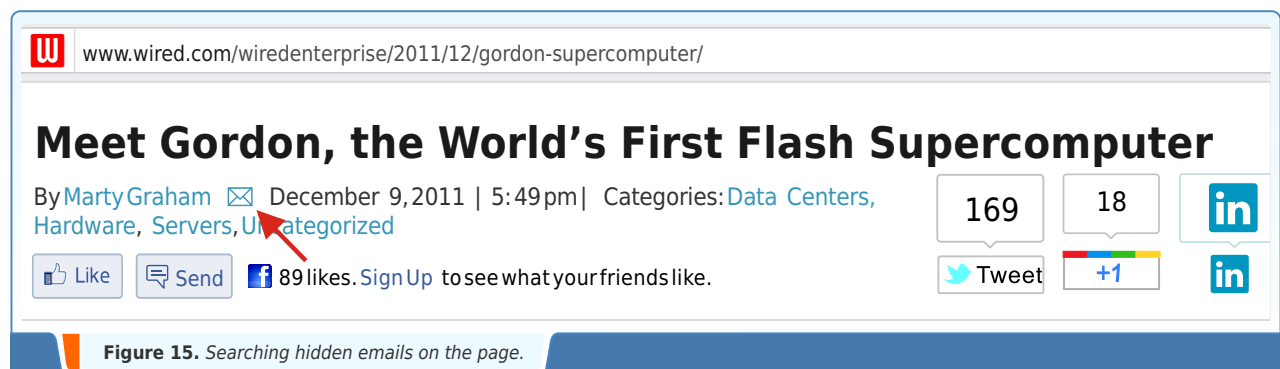 W www.wired.com/wiredenterprise/2011/12/gordon-supercomputer/
Meet Gordon, the World's First Flash Supercomputer
By Marty Graham December 9, 2011 | 5:49 pm | Categories: Data Centers,
Hardware, Servers, Uncategorized
169
18
in
Like
Send
f 89 likes. Sign Up to see what your friends like.
Tweet
+1
in
Figure 15. Searching hidden emails on the page.